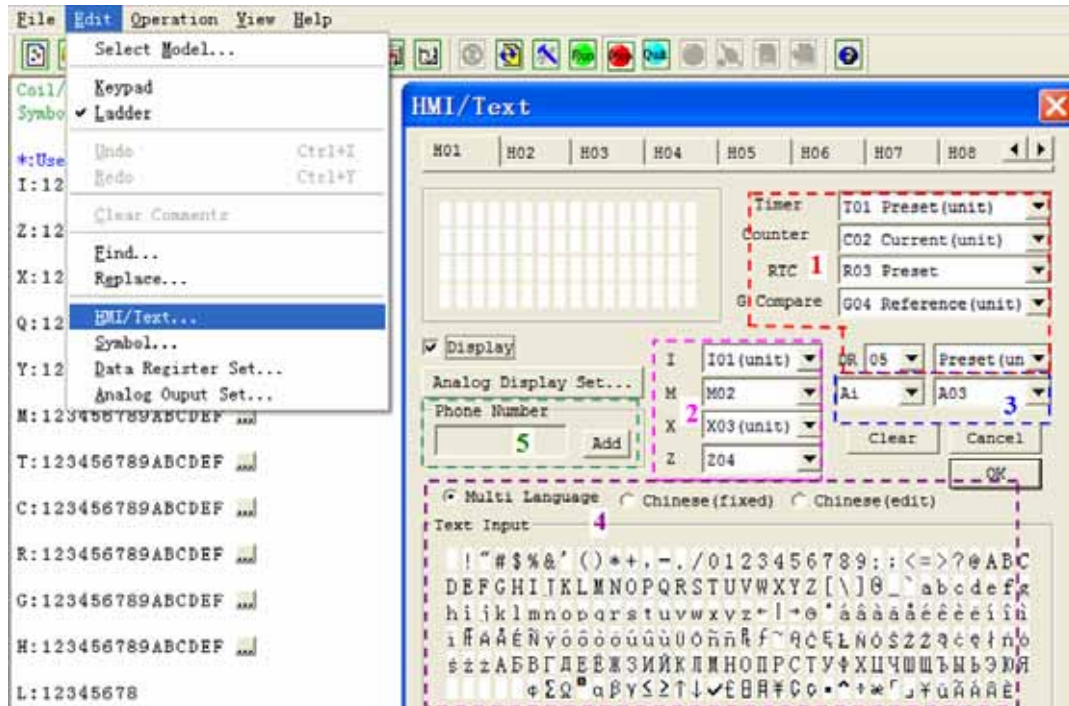 File Edit Operation View Help
Select Model...
Keypad
Ladder
Undo Ctrl+Z
Redo Ctrl+Y
Clear Comments
Find...
Replace...
HMI/Text...
Symbol...
Data Register Set...
Analog Ouput Set...
Coil/
Symbo
*:Use
I:12
Z:12
X:12
Q:12
Y:12
M:123456789ABCDEF ...
T:123456789ABCDEF ...
C:123456789ABCDEF ...
R:123456789ABCDEF ...
G:123456789ABCDEF ...
H:123456789ABCDEF ...
L:12345678
HMI/Text
H01 H02 H03 H04 H05 H06 H07 H08
Timer T01 Preset(unit)
Counter C02 Current(unit)
RTC 1 R03 Preset
G Compare G04 Reference(unit)
DR 05 Preset(un
Display
Analog Display Set...
Phone Number
5 Add
I I01(unit)
M M02
2
X X03(unit)
Z Z04
Ai A03
3
Clear Cancel
OK
Multi Language Chinese(fixed) Chinese(edit)
4
Text Input
!"#$%&'()*+,-./0123456789:;<=>?@ABC